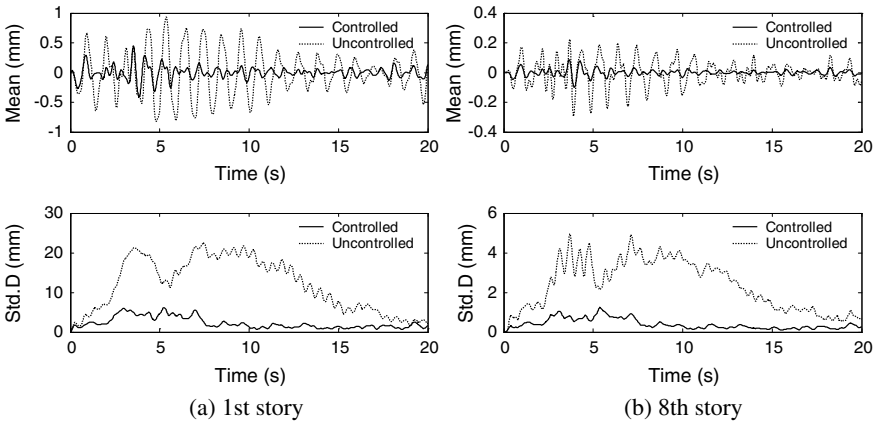 1
0.5
0
-0.5
-1
Mean (mm)
Controlled
Uncontrolled
0 5 10 15 20
Time (s)
0.4
0.2
0
-0.2
-0.4
Mean (mm)
Controlled
Uncontrolled
0 5 10 15 20
Time (s)
30
20
10
0
Std.D (mm)
Controlled
Uncontrolled
0 5 10 15 20
Time (s)
(a) 1st story
6
4
2
0
Std.D (mm)
Controlled
Uncontrolled
0 5 10 15 20
Time (s)
(b) 8th story